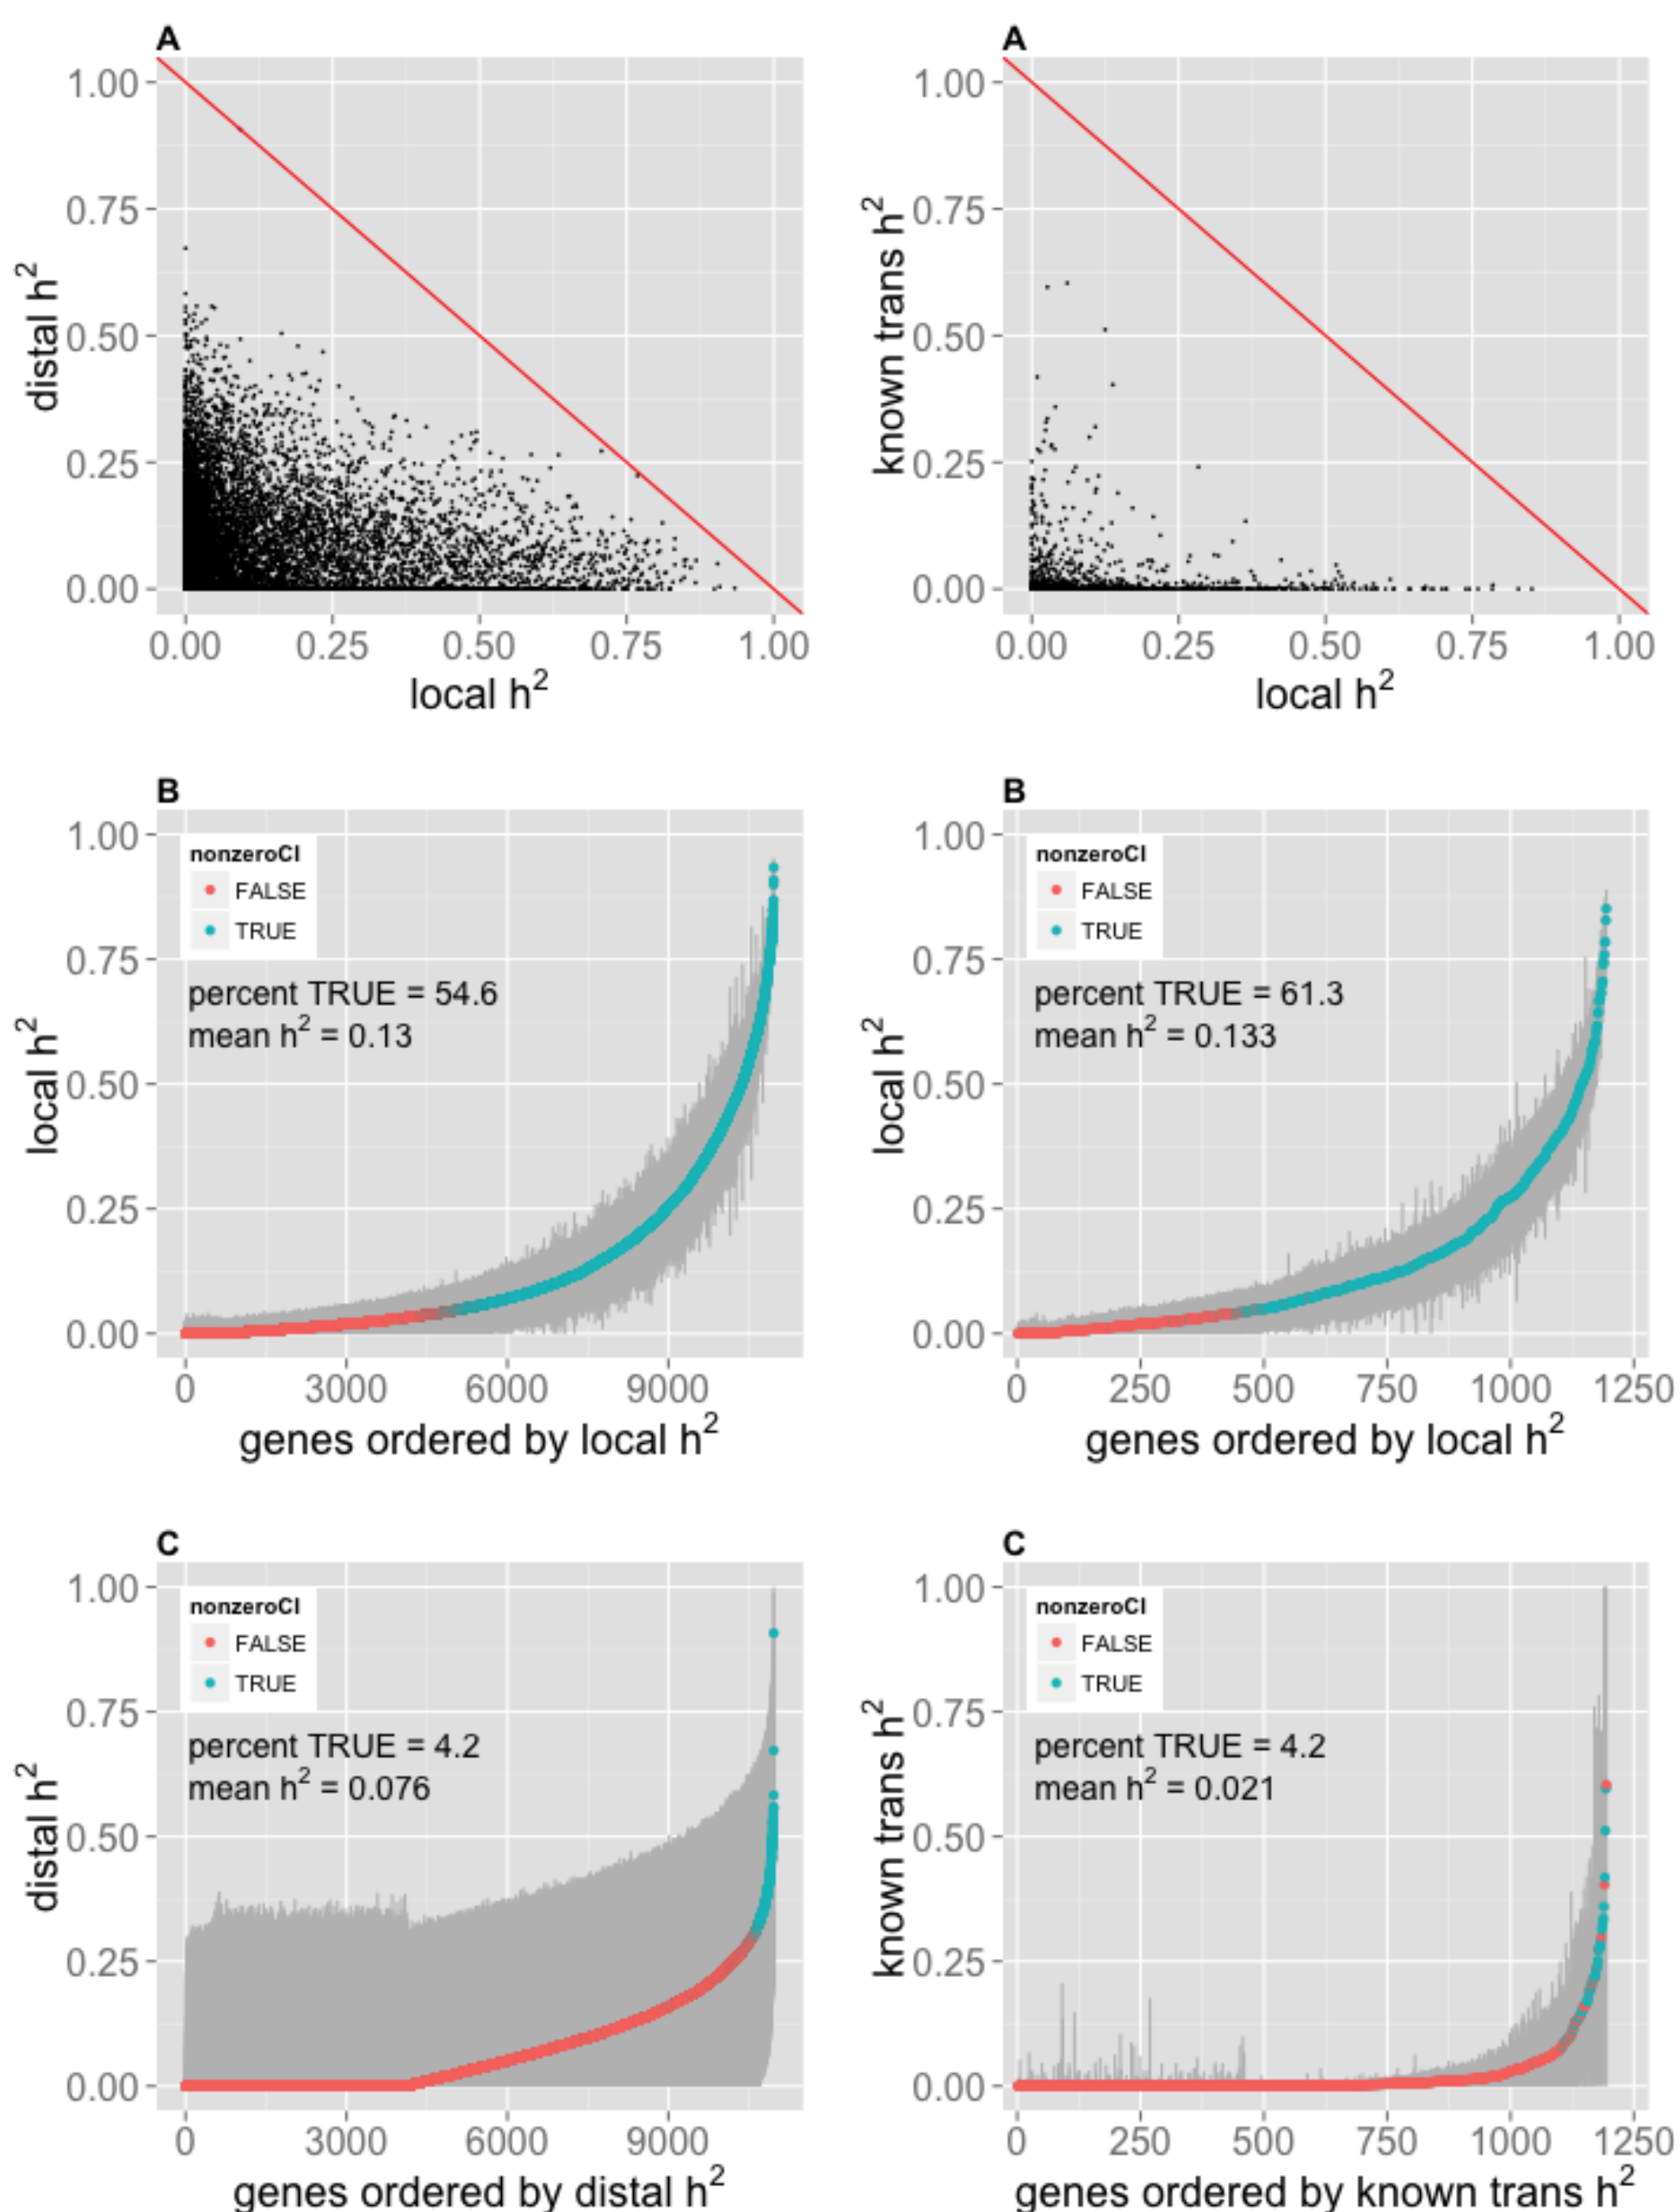 A
1.00
0.75
0.50
0.25
0.00
distal h²
0.00 0.25 0.50 0.75 1.00
local h²
A
1.00
0.75
0.50
0.25
0.00
known trans h²
0.00 0.25 0.50 0.75 1.00
local h²
B
1.00
0.75
0.50
0.25
0.00
local h²
nonzeroCI
FALSE
TRUE
percent TRUE = 54.6
mean h² = 0.13
0 3000 6000 9000
genes ordered by local h²
B
1.00
0.75
0.50
0.25
0.00
local h²
nonzeroCI
FALSE
TRUE
percent TRUE = 61.3
mean h² = 0.133
0 250 500 750 1000 1250
genes ordered by local h²
C
1.00
0.75
0.50
0.25
0.00
distal h²
nonzeroCI
FALSE
TRUE
percent TRUE = 4.2
mean h² = 0.076
0 3000 6000 9000
genes ordered by distal h²
C
1.00
0.75
0.50
0.25
0.00
known trans h²
nonzeroCI
FALSE
TRUE
percent TRUE = 4.2
mean h² = 0.021
0 250 500 750 1000 1250
genes ordered by known trans h²